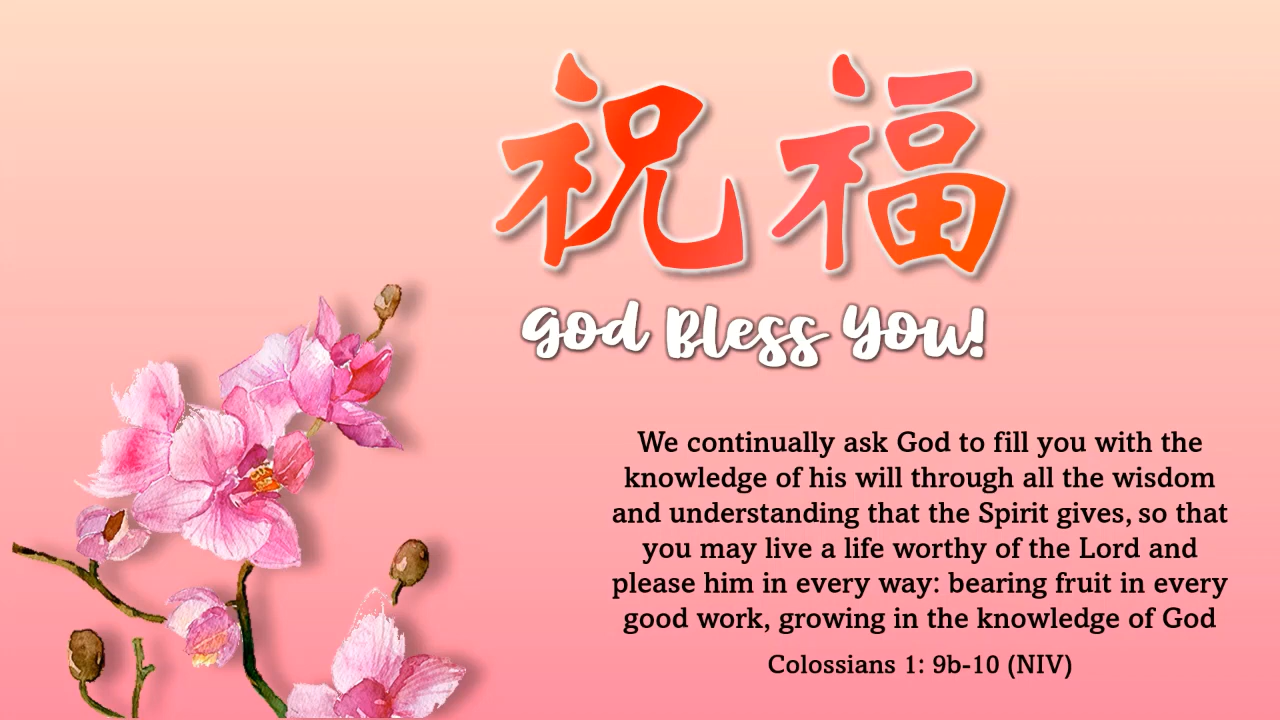 祝福
God Bless You!
We continually ask God to fill you with the
knowledge of his will through all the wisdom
and understanding that the Spirit gives, so that
you may live a life worthy of the Lord and
please him in every way: bearing fruit in every
good work, growing in the knowledge of God
Colossians 1: 9b-10 (NIV)